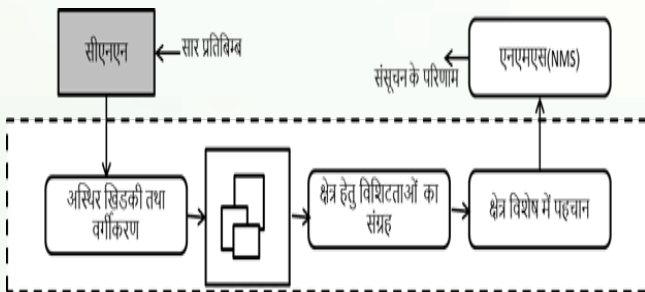 सीएनएन
सार प्रतिबिम्ब
एनएमएस(NMS)
संसूचन के परिणाम
अस्थिर खिडकी तथा
वर्गीकरण
क्षेत्र हेतु विशिटताओं का
संग्रह
क्षेत्र विशेष में पहचान